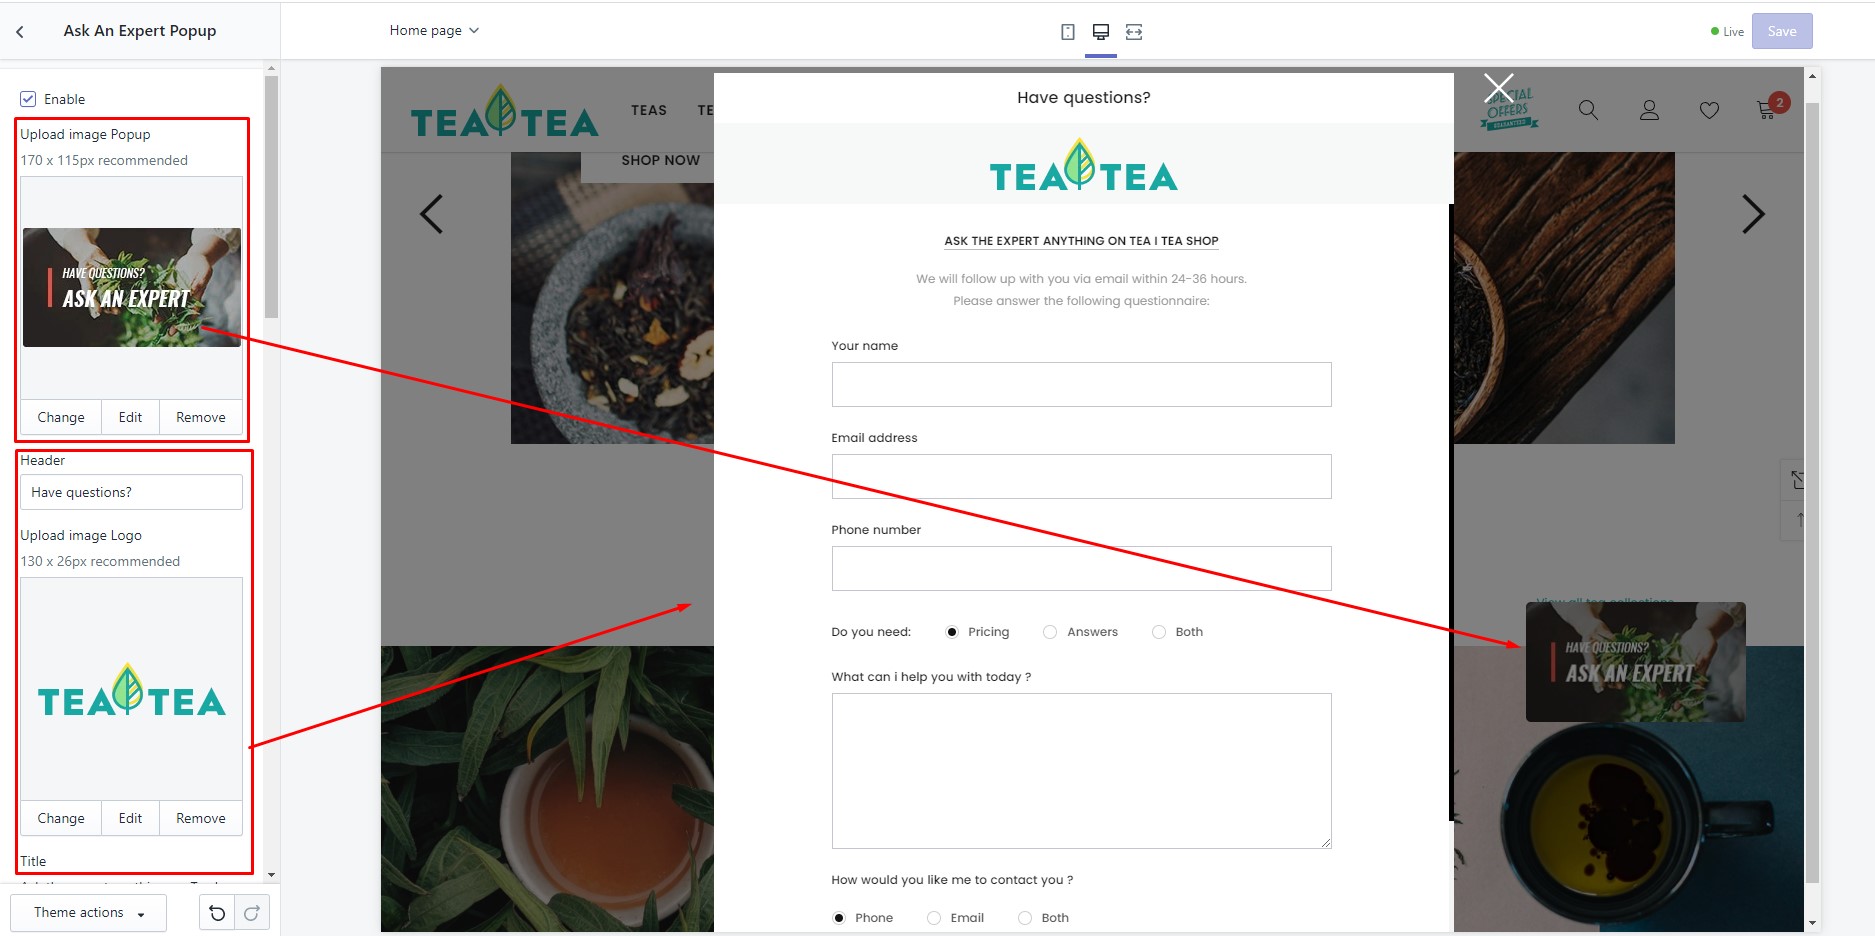 Ask An Expert Popup
Home page
Live
Save
Enable
Upload image Popup
170 x 115px recommended
HAVE QUESTIONS?
ASK AN EXPERT
Change Edit Remove
Header
Have questions?
Upload image Logo
130 x 26px recommended
TEA TEA
Change Edit Remove
Title
Theme actions
TEA TEA
TEAS TE
SPECIAL
OFFERS
GUARANTEED
2
SHOP NOW
Have questions?
TEA TEA
ASK THE EXPERT ANYTHING ON TEA I TEA SHOP
We will follow up with you via email within 24-36 hours.
Please answer the following questionnaire:
Your name
Email address
Phone number
Do you need: Pricing Answers Both
What can i help you with today ?
How would you like me to contact you ?
Phone Email Both
View all tea collections
HAVE QUESTIONS?
ASK AN EXPERT